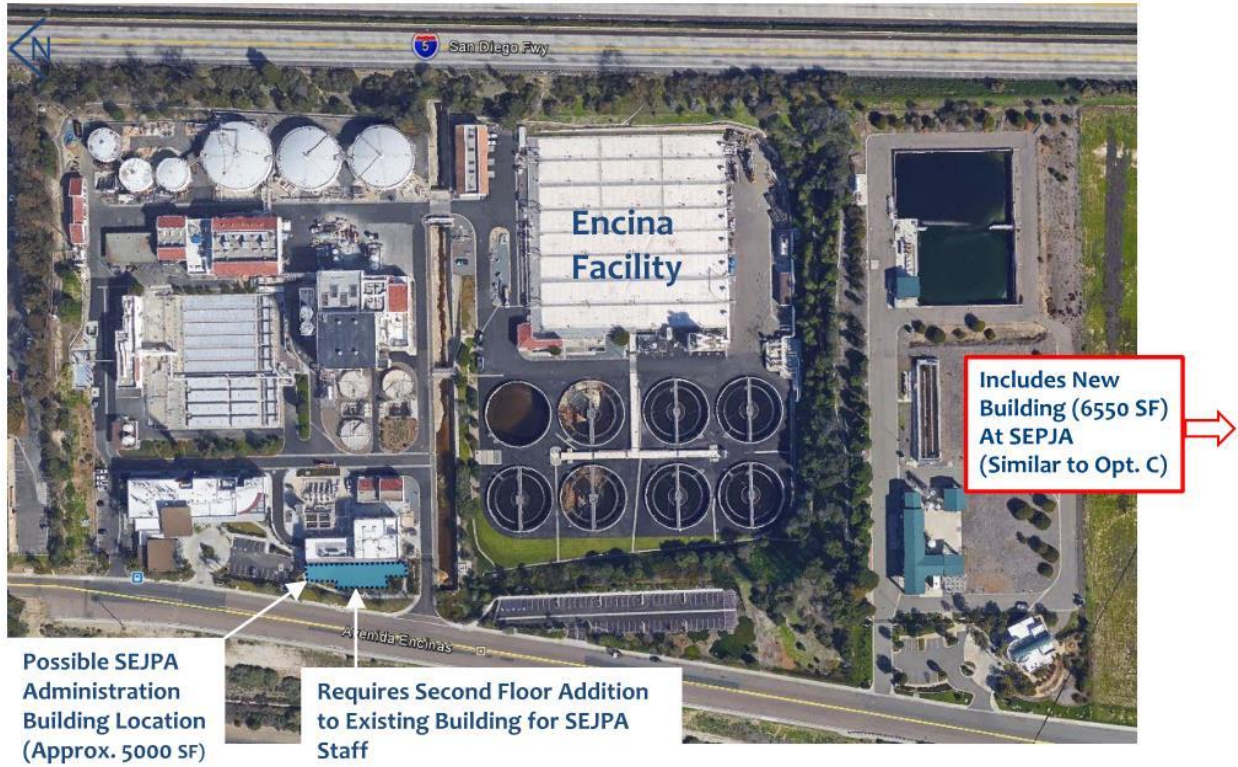 N
5 San Diego Fwy
Encina
Facility
Includes New
Building (6550 SF)
At SEPJA
(Similar to Opt. C)
Avenida Encinas
Possible SEJPA
Administration
Building Location
(Approx. 5000 SF)
Requires Second Floor Addition
to Existing Building for SEJPA
Staff